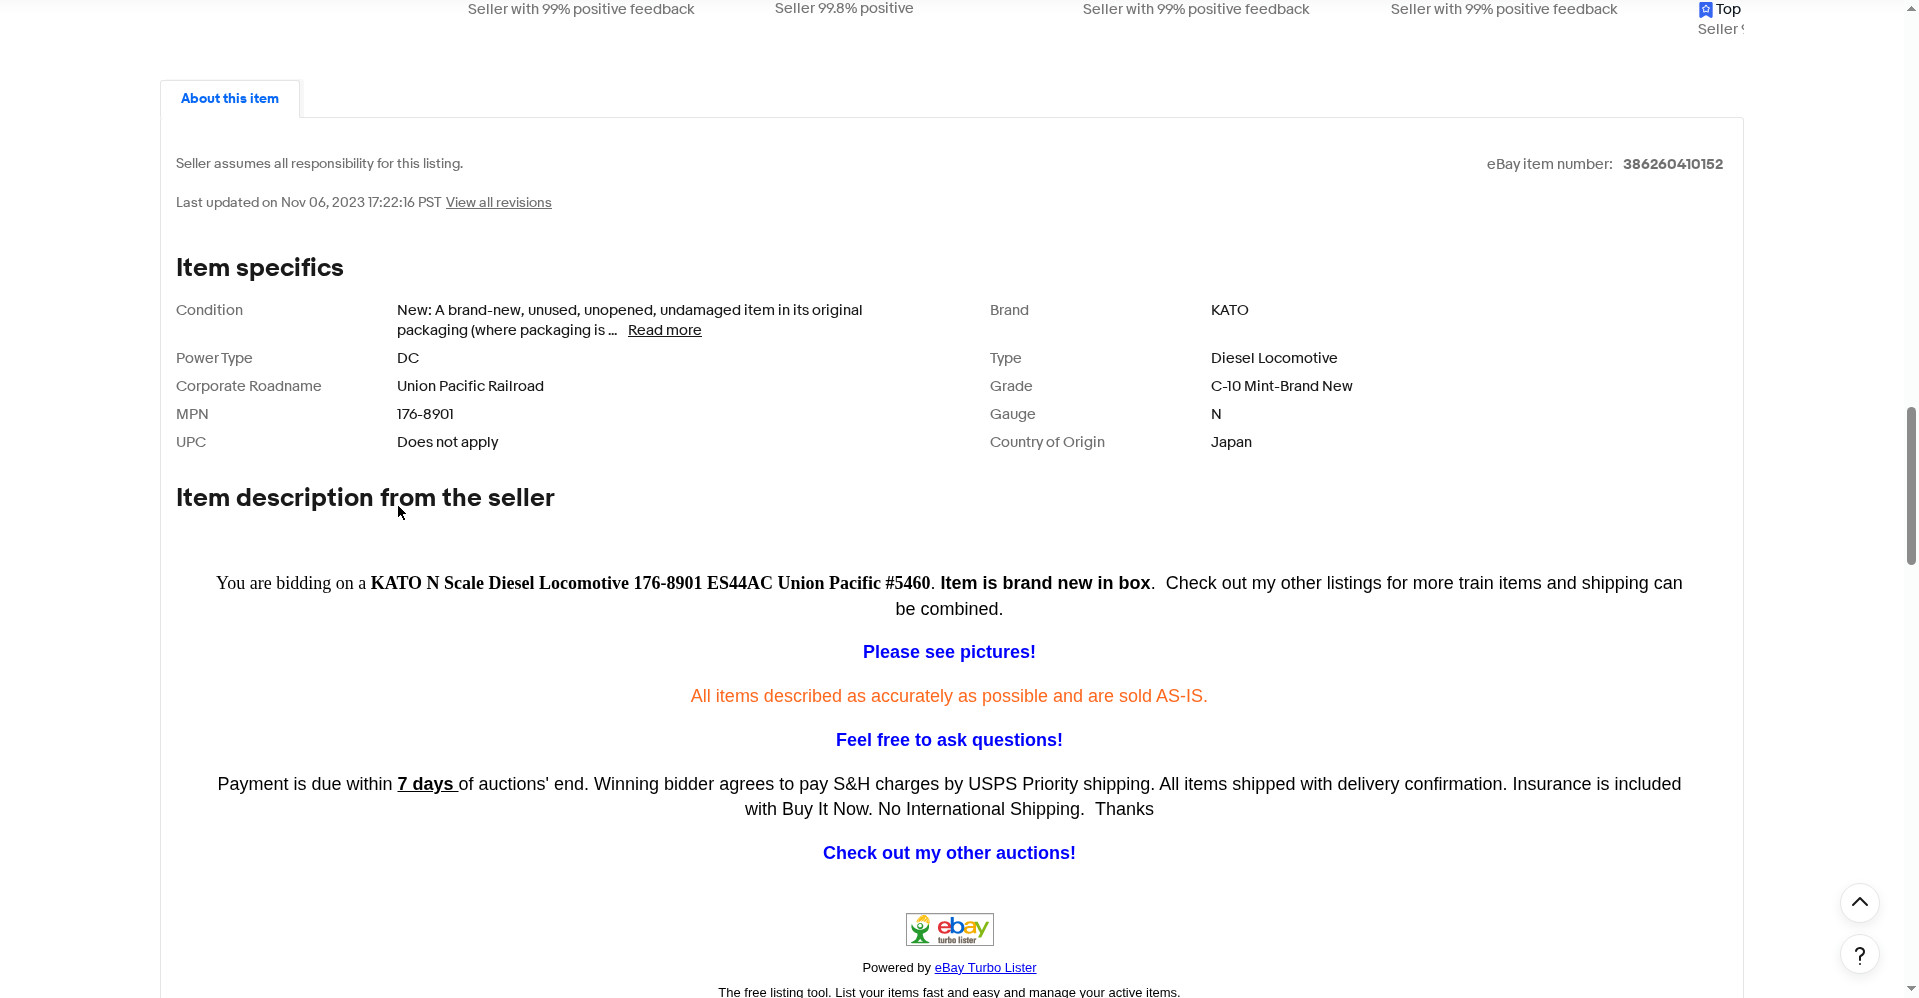 Seller with 99% positive feedback
Seller 99.8% positive
Seller with 99% positive feedback
Seller with 99% positive feedback
Top
Seller
About this item
Seller assumes all responsibility for this listing.
eBay item number: 386260410152
Last updated on Nov 06, 2023 17:22:16 PST View all revisions
Item specifics
Condition
New: A brand-new, unused, unopened, undamaged item in its original
packaging (where packaging is ... Read more
Brand
KATO
Power Type
DC
Type
Diesel Locomotive
Corporate Roadname
Union Pacific Railroad
Grade
C-10 Mint-Brand New
MPN
176-8901
Gauge
N
UPC
Does not apply
Country of Origin
Japan
Item description from the seller
You are bidding on a KATO N Scale Diesel Locomotive 176-8901 ES44AC Union Pacific #5460. Item is brand new in box. Check out my other listings for more train items and shipping can
be combined.
Please see pictures!
All items described as accurately as possible and are sold AS-IS.
Feel free to ask questions!
Payment is due within 7 days of auctions' end. Winning bidder agrees to pay S&H charges by USPS Priority shipping. All items shipped with delivery confirmation. Insurance is included
with Buy It Now. No International Shipping. Thanks
Check out my other auctions!
ebay
turbo lister
Powered by eBay Turbo Lister
The free listing tool. List your items fast and easy and manage your active items.
?